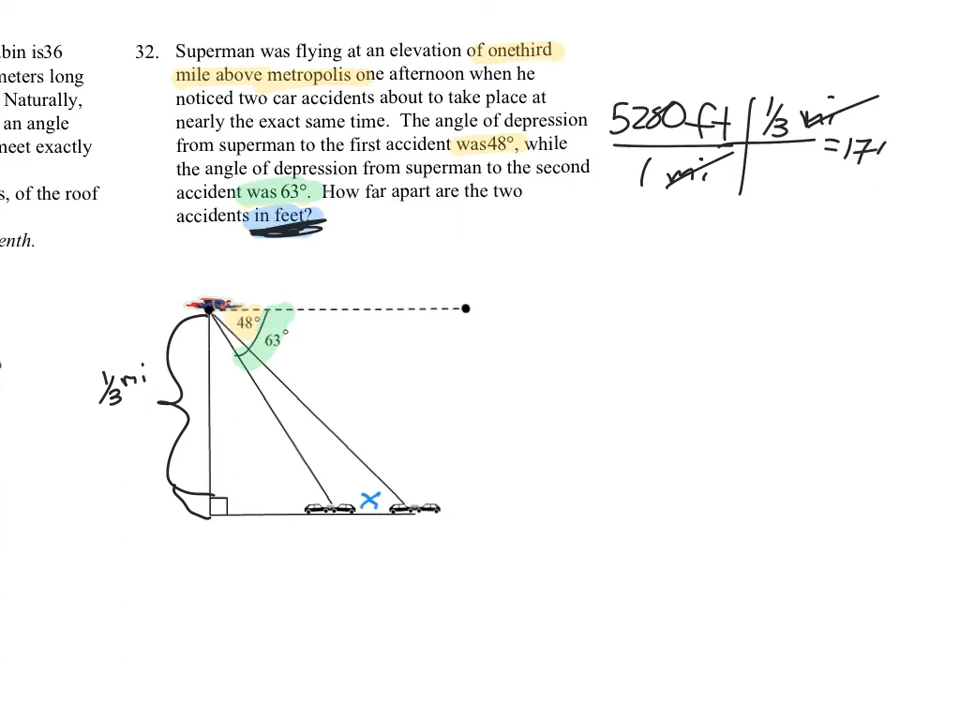 bin is36
meters long
Naturally,
an angle
meet exactly
s, of the roof
enth.
32. Superman was flying at an elevation of onethird
mile above metropolis one afternoon when he
noticed two car accidents about to take place at
nearly the exact same time. The angle of depression
from superman to the first accident was48°, while
the angle of depression from superman to the second
accident was 63°. How far apart are the two
accidents in feet?
5280 ft 1/3 mi
1 mi =17
48°
63°
1/3 mi
x